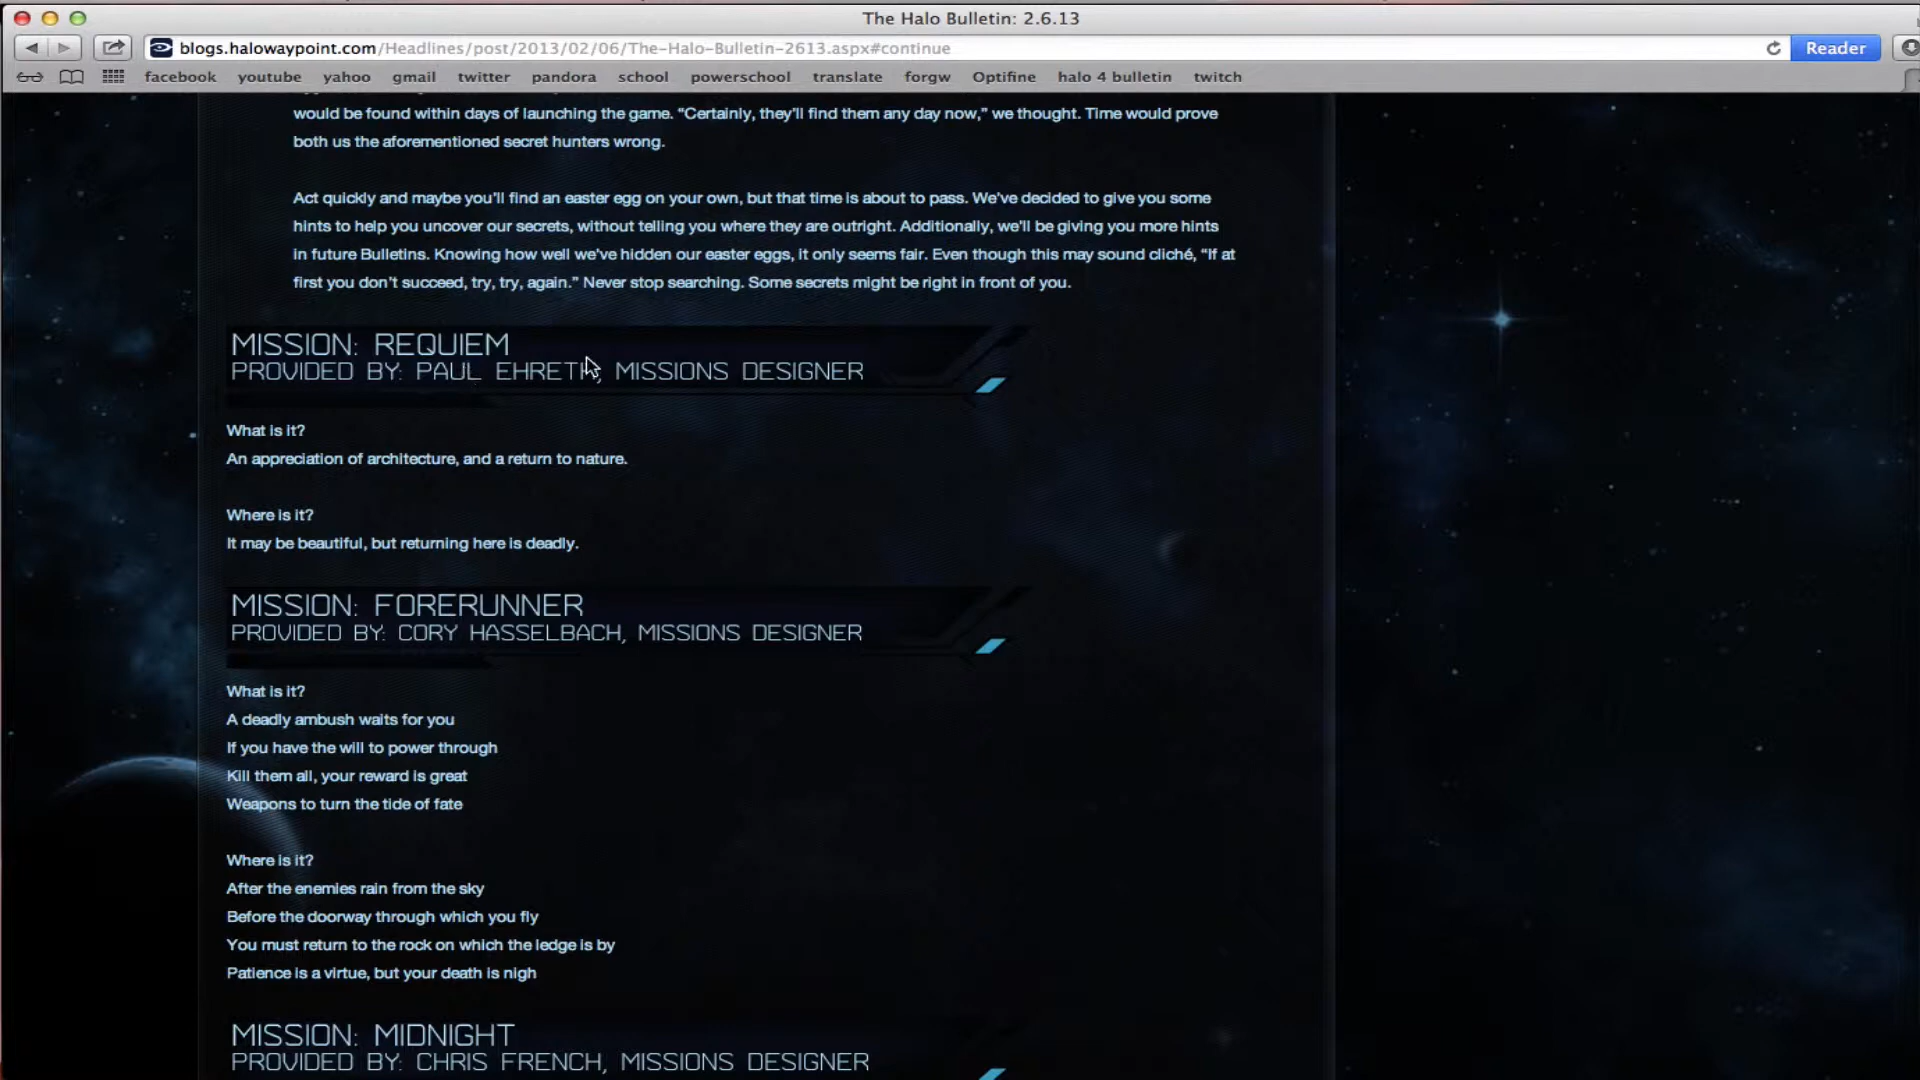 The Halo Bulletin: 2.6.13
blogs.halowaypoint.com/Headlines/post/2013/02/06/The-Halo-Bulletin-2613.aspx#continue
Reader
facebook youtube yahoo gmail twitter pandora school powerschool translate forgw Optifine halo 4 bulletin twitch
would be found within days of launching the game. “Certainly, they’ll find them any day now,” we thought. Time would prove
both us the aforementioned secret hunters wrong.
Act quickly and maybe you’ll find an easter egg on your own, but that time is about to pass. We’ve decided to give you some
hints to help you uncover our secrets, without telling you where they are outright. Additionally, we’ll be giving you more hints
in future Bulletins. Knowing how well we’ve hidden our easter eggs, it only seems fair. Even though this may sound cliché, “If at
first you don’t succeed, try, try, again.” Never stop searching. Some secrets might be right in front of you.
MISSION: REQUIEM
PROVIDED BY: PAUL EHRETH, MISSIONS DESIGNER
What is it?
An appreciation of architecture, and a return to nature.
Where is it?
It may be beautiful, but returning here is deadly.
MISSION: FORERUNNER
PROVIDED BY: CORY HASSELBACH, MISSIONS DESIGNER
What is it?
A deadly ambush waits for you
If you have the will to power through
Kill them all, your reward is great
Weapons to turn the tide of fate
Where is it?
After the enemies rain from the sky
Before the doorway through which you fly
You must return to the rock on which the ledge is by
Patience is a virtue, but your death is nigh
MISSION: MIDNIGHT
PROVIDED BY: CHRIS FRENCH, MISSIONS DESIGNER